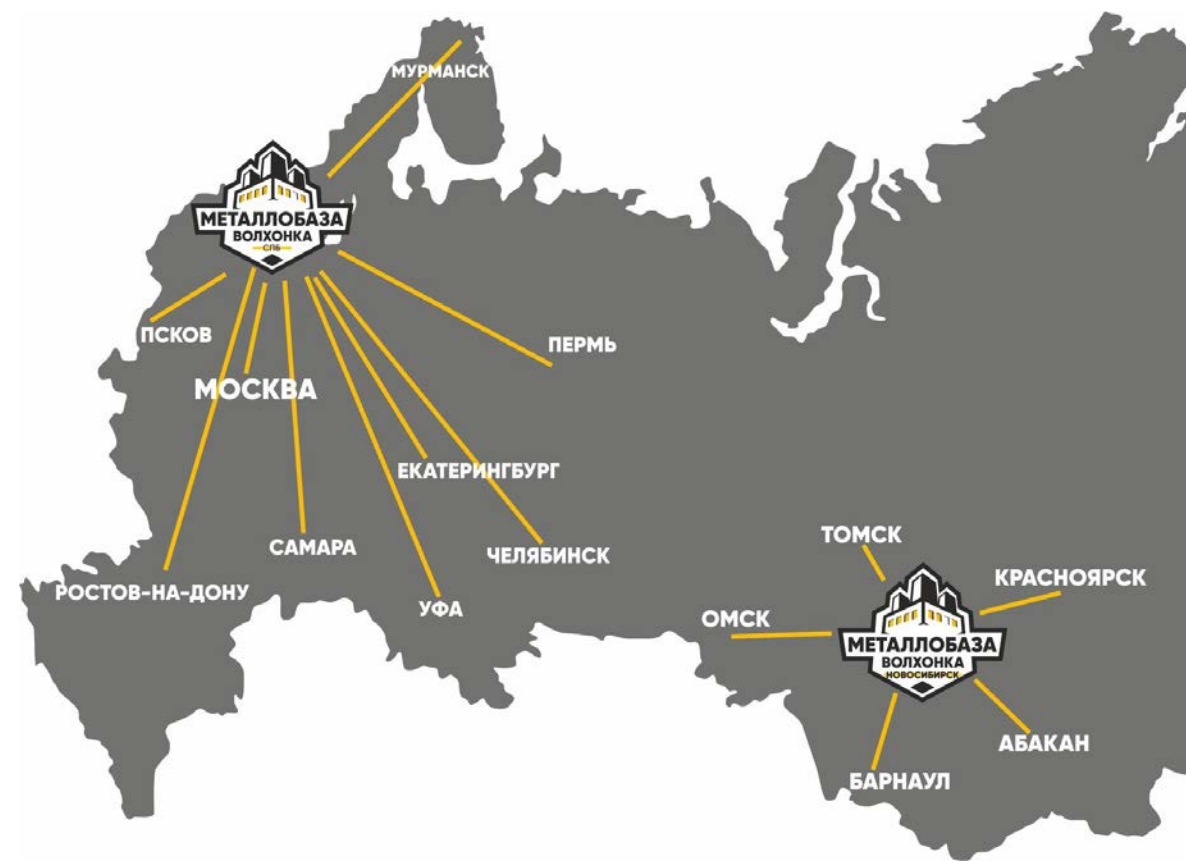 МУРМАНСК
МЕТАЛЛОБАЗА
ВОЛХОНКА
СПБ
ПСКОВ
ПЕРМЬ
МОСКВА
ЕКАТЕРИНГБУРГ
САМАРА
ЧЕЛЯБИНСК
РОСТОВ-НА-ДОНУ
УФА
ТОМСК
КРАСНОЯРСК
ОМСК
МЕТАЛЛОБАЗА
ВОЛХОНКА
НОВОСИБИРСК
АБАКАН
БАРНАУЛ